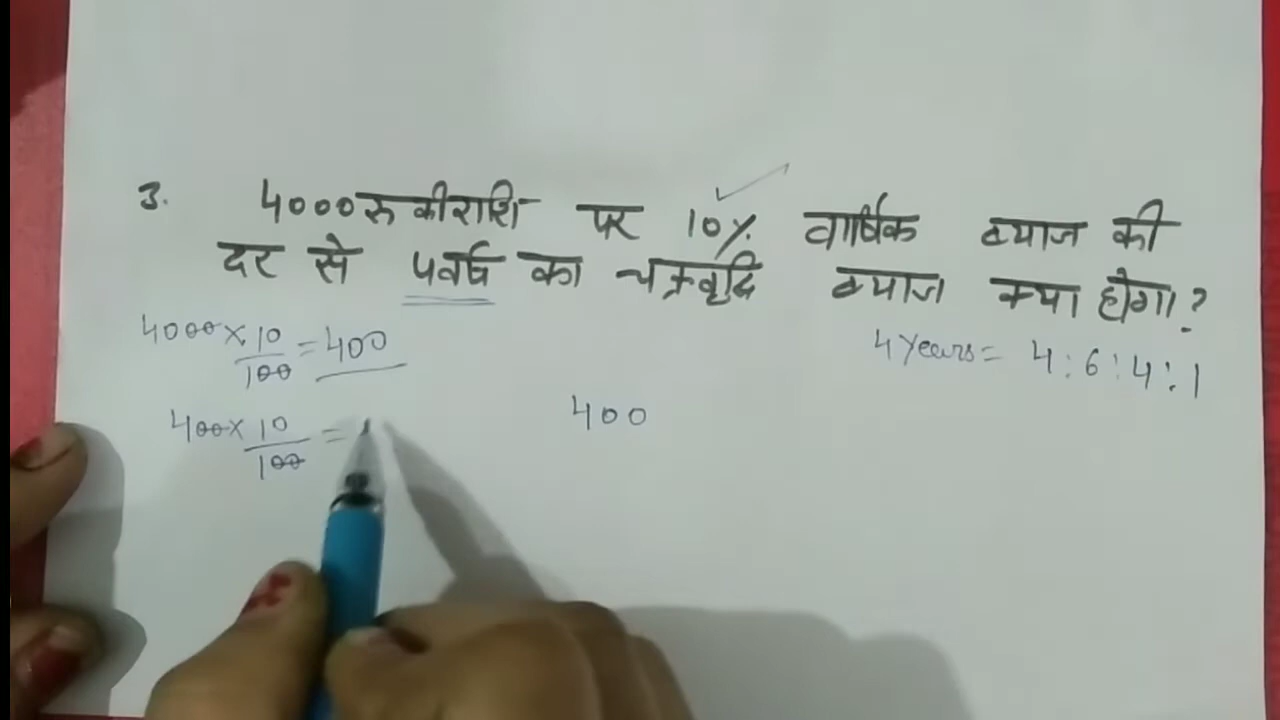 3. 4000रु की राशि पर 10% वार्षिक ब्याज की
दर से 4वर्ष का चक्रवृद्धि ब्याज क्या होगा?
4000 × 10/100 = 400
4 Years = 4:6:4:1
400 × 10/100 =
400